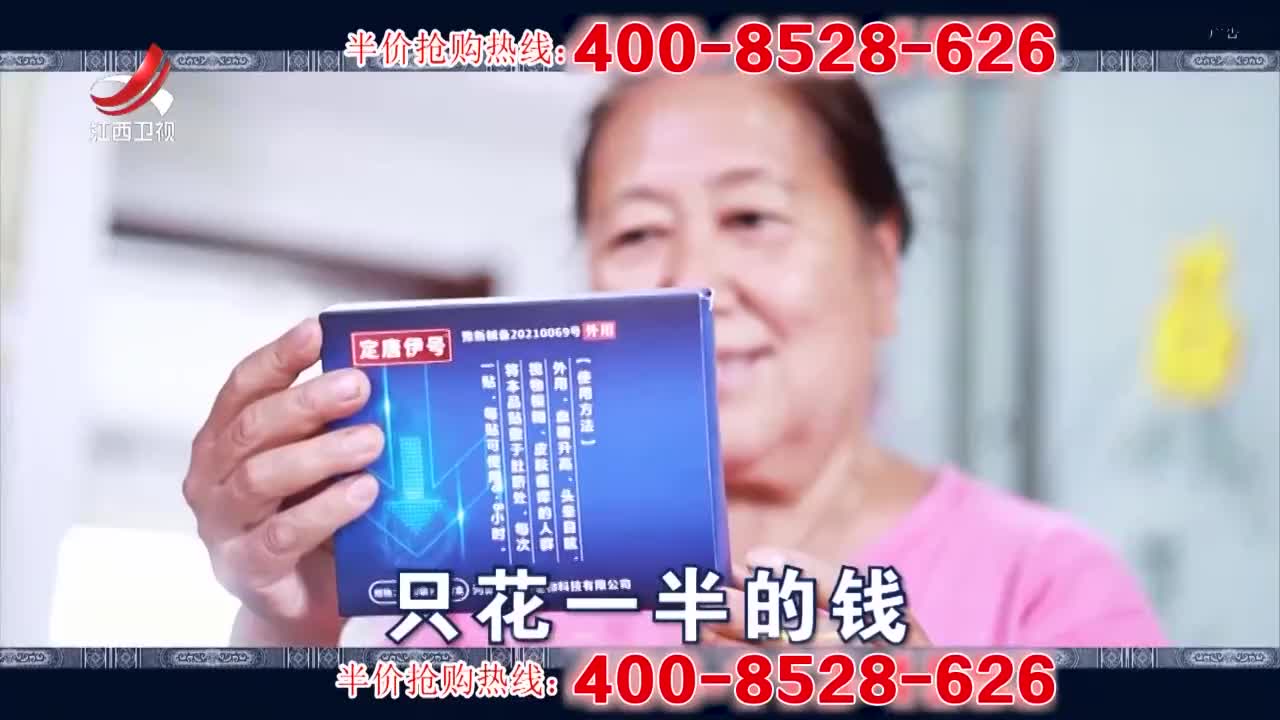 半价抢购热线:400-8528-626
广告
江西卫视
定唐伊号
豫新械备20210069号 外用
【使用方法】
外用，血糖升高、头晕目眩、
视物模糊、皮肤瘙痒的人群
将本品贴敷于肚脐处，每次
一贴，每贴可使用
小时。
物科技有限公司
只花一半的钱
半价抢购热线:400-8528-626